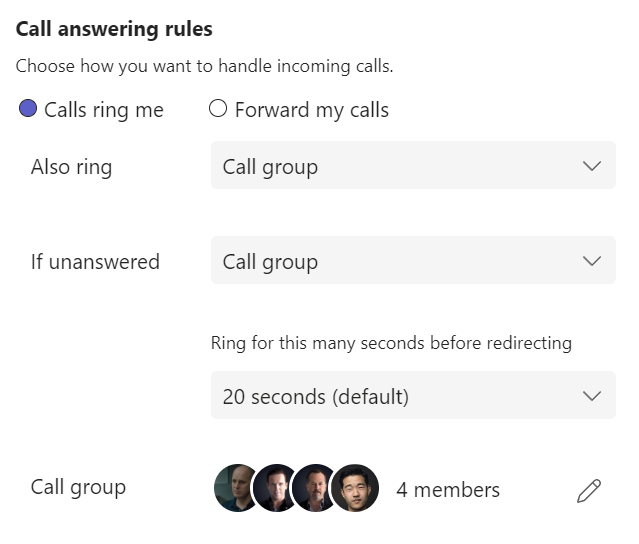 Call answering rules
Choose how you want to handle incoming calls.
Calls ring me Forward my calls
Also ring Call group
If unanswered Call group
Ring for this many seconds before redirecting
20 seconds (default)
Call group 4 members